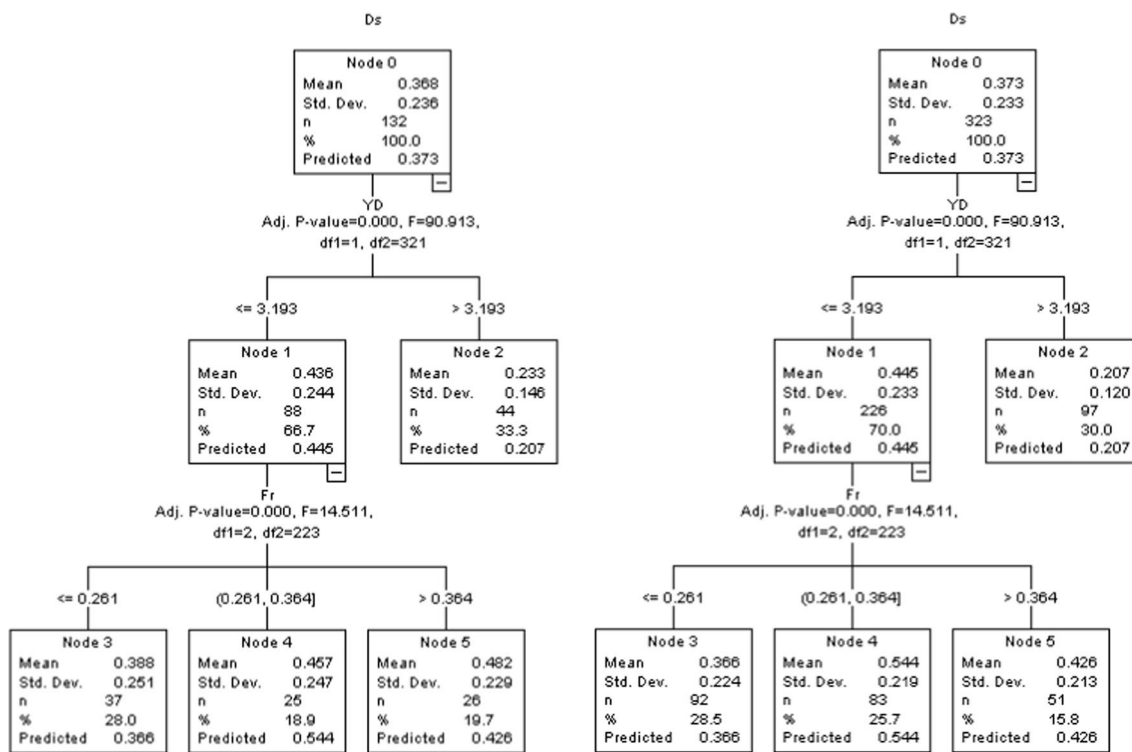 Ds
Node 0
Mean 0.368
Std. Dev. 0.236
n 132
% 100.0
Predicted 0.373
YD
Adj. P-value=0.000, F=90.913,
df1=1, df2=321
<= 3.193
> 3.193
Node 1
Mean 0.436
Std. Dev. 0.244
n 88
% 66.7
Predicted 0.445
Node 2
Mean 0.233
Std. Dev. 0.146
n 44
% 33.3
Predicted 0.207
Fr
Adj. P-value=0.000, F=14.511,
df1=2, df2=223
<= 0.261
(0.261, 0.364]
> 0.364
Node 3
Mean 0.388
Std. Dev. 0.251
n 37
% 28.0
Predicted 0.366
Node 4
Mean 0.457
Std. Dev. 0.247
n 25
% 18.9
Predicted 0.544
Node 5
Mean 0.482
Std. Dev. 0.229
n 26
% 19.7
Predicted 0.426
Ds
Node 0
Mean 0.373
Std. Dev. 0.233
n 323
% 100.0
Predicted 0.373
YD
Adj. P-value=0.000, F=90.913,
df1=1, df2=321
<= 3.193
> 3.193
Node 1
Mean 0.445
Std. Dev. 0.233
n 226
% 70.0
Predicted 0.445
Node 2
Mean 0.207
Std. Dev. 0.120
n 97
% 30.0
Predicted 0.207
Fr
Adj. P-value=0.000, F=14.511,
df1=2, df2=223
<= 0.261
(0.261, 0.364]
> 0.364
Node 3
Mean 0.366
Std. Dev. 0.224
n 92
% 28.5
Predicted 0.366
Node 4
Mean 0.544
Std. Dev. 0.219
n 83
% 25.7
Predicted 0.544
Node 5
Mean 0.426
Std. Dev. 0.213
n 51
% 15.8
Predicted 0.426